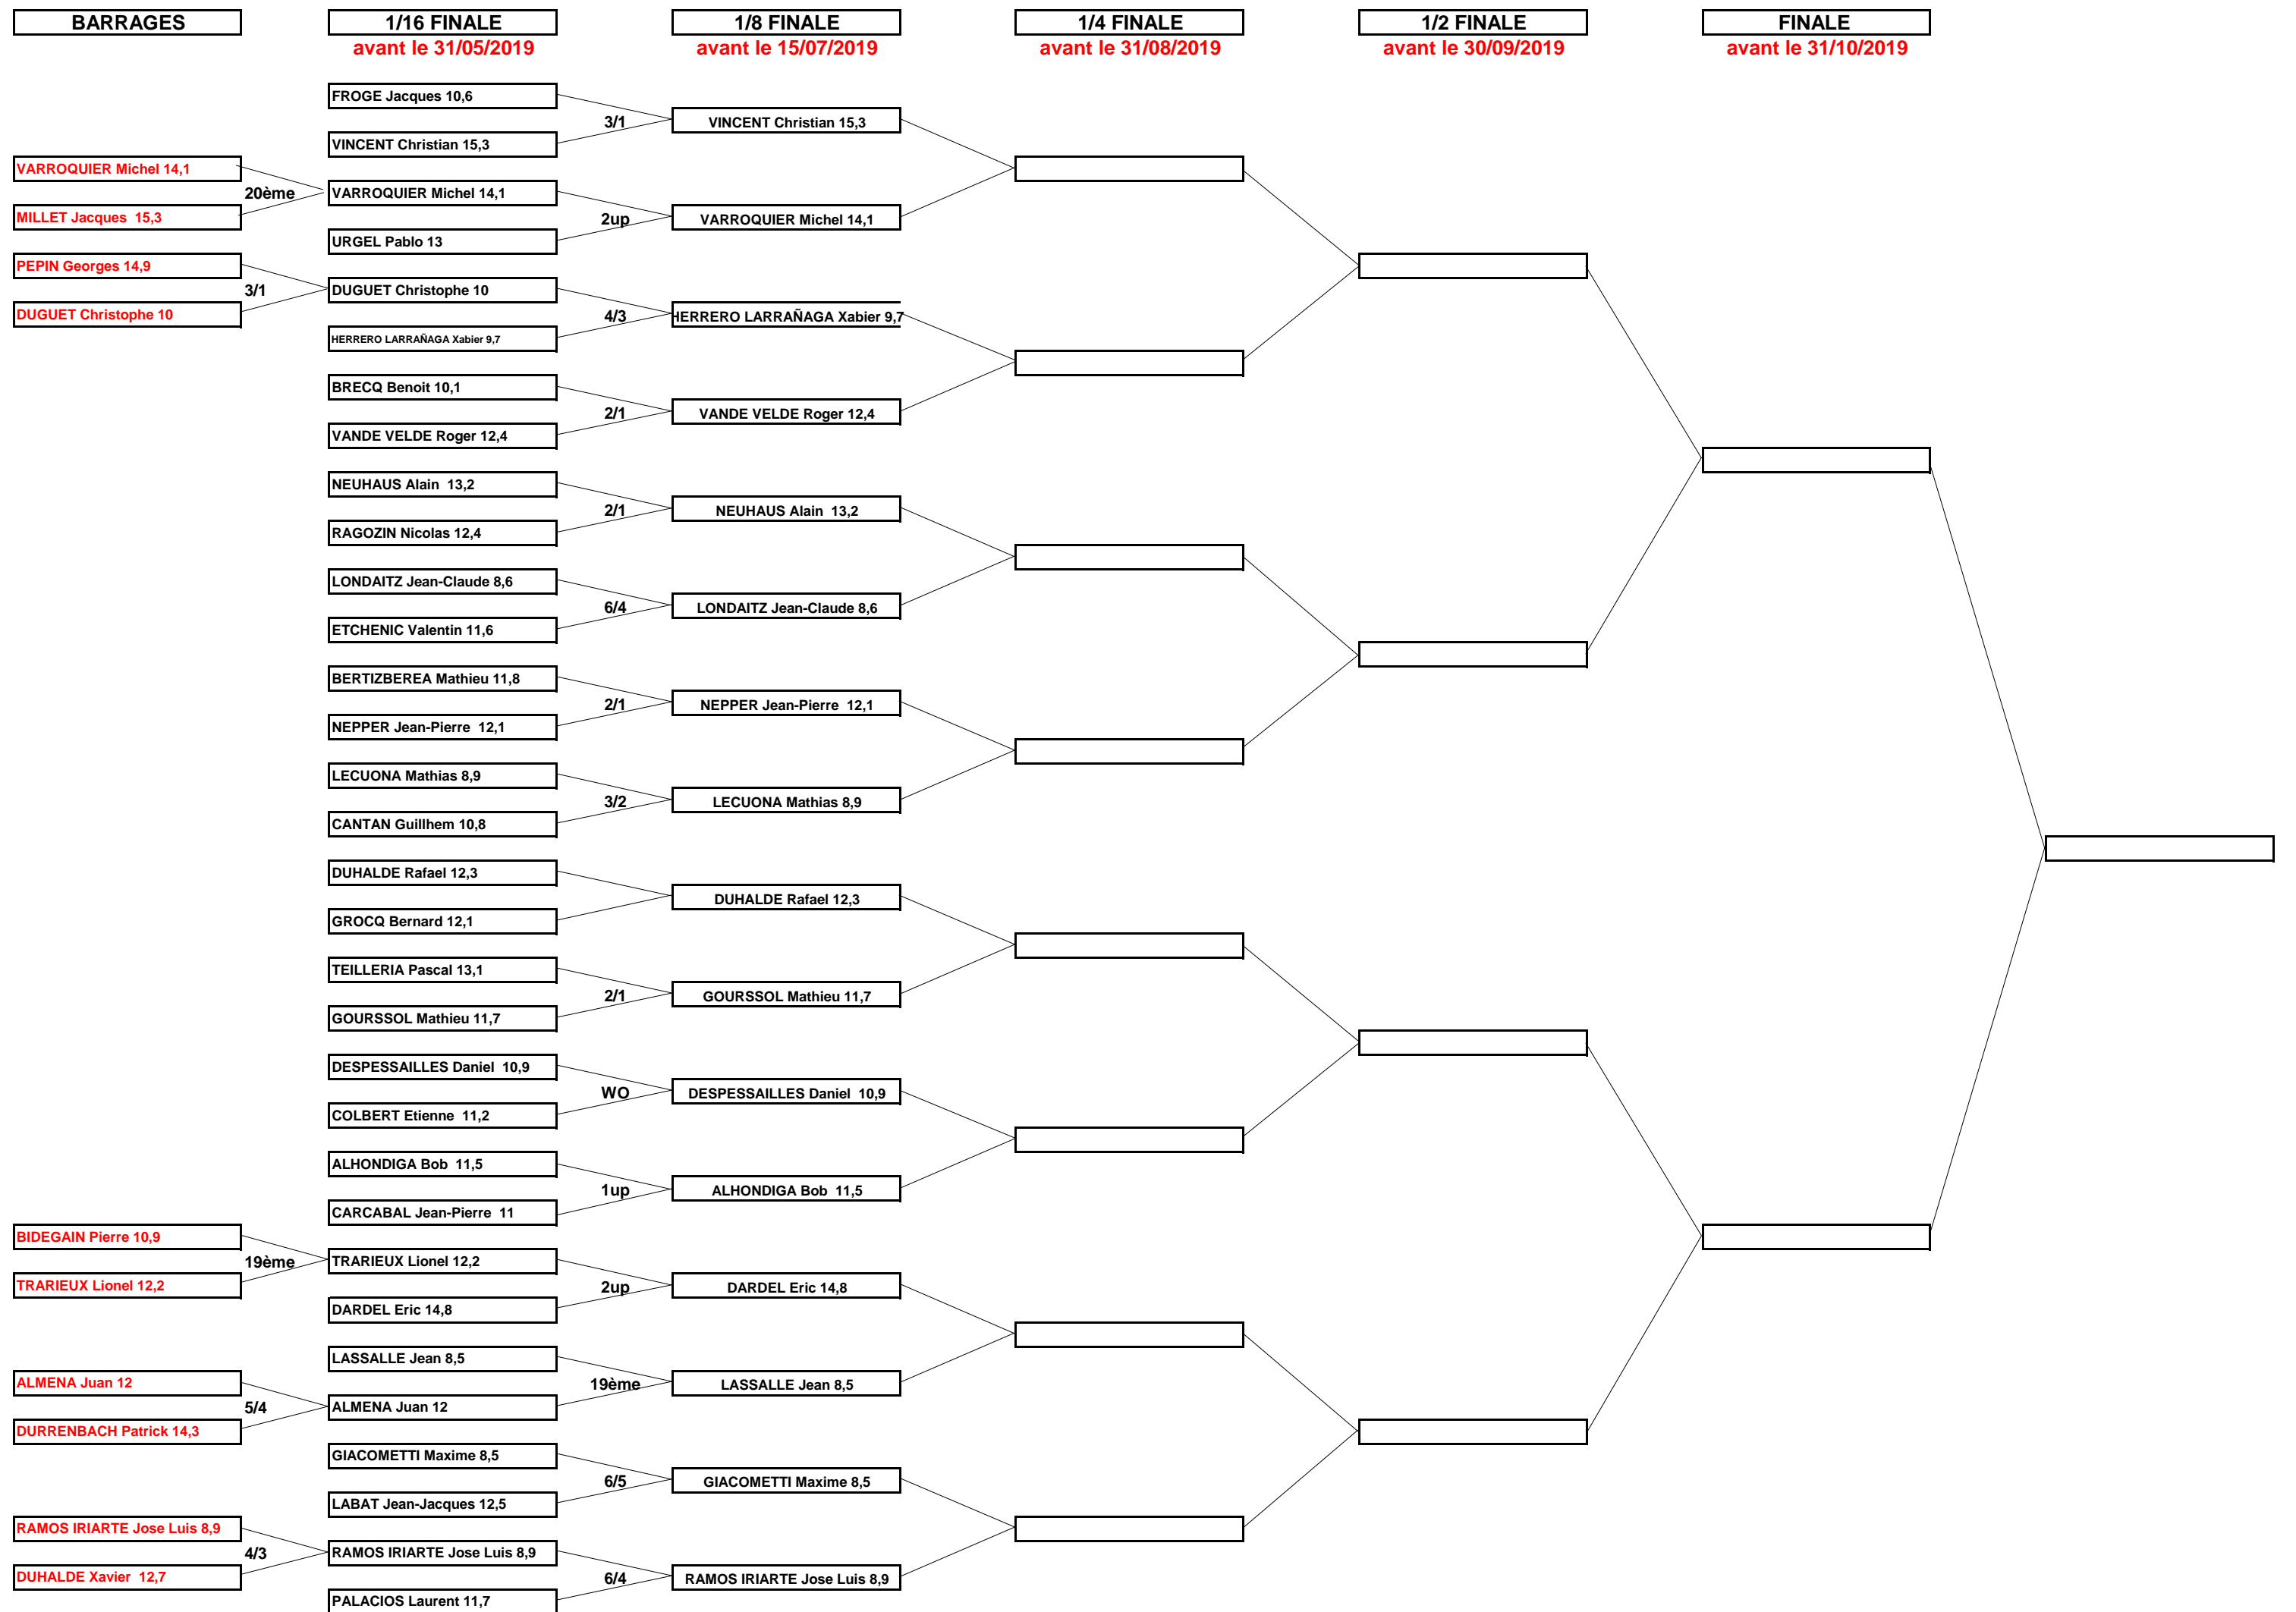 BARRAGES
1/16 FINALE
avant le 31/05/2019
1/8 FINALE
avant le 15/07/2019
1/4 FINALE
avant le 31/08/2019
1/2 FINALE
avant le 30/09/2019
FINALE
avant le 31/10/2019
VARROQUIER Michel 14,1
20ème
MILLET Jacques  15,3
PEPIN Georges 14,9
3/1
DUGUET Christophe 10
BIDEGAIN Pierre 10,9
19ème
TRARIEUX Lionel 12,2
ALMENA Juan 12
5/4
DURRENBACH Patrick 14,3
RAMOS IRIARTE Jose Luis 8,9
4/3
DUHALDE Xavier  12,7
FROGE Jacques 10,6
3/1
VINCENT Christian 15,3
VARROQUIER Michel 14,1
2up
URGEL Pablo 13
DUGUET Christophe 10
4/3
HERRERO LARRAÑAGA Xabier 9,7
BRECQ Benoit 10,1
2/1
VANDE VELDE Roger 12,4
NEUHAUS Alain  13,2
2/1
RAGOZIN Nicolas 12,4
LONDAITZ Jean-Claude 8,6
6/4
ETCHENIC Valentin 11,6
BERTIZBEREA Mathieu 11,8
2/1
NEPPER Jean-Pierre  12,1
LECUONA Mathias 8,9
3/2
CANTAN Guillhem 10,8
DUHALDE Rafael 12,3
GROCQ Bernard 12,1
TEILLERIA Pascal 13,1
2/1
GOURSSOL Mathieu 11,7
DESPESSAILLES Daniel  10,9
WO
COLBERT Etienne  11,2
ALHONDIGA Bob  11,5
1up
CARCABAL Jean-Pierre  11
TRARIEUX Lionel 12,2
2up
DARDEL Eric 14,8
LASSALLE Jean 8,5
19ème
ALMENA Juan 12
GIACOMETTI Maxime 8,5
6/5
LABAT Jean-Jacques 12,5
RAMOS IRIARTE Jose Luis 8,9
6/4
PALACIOS Laurent 11,7
VINCENT Christian 15,3
VARROQUIER Michel 14,1
HERRERO LARRAÑAGA Xabier 9,7
VANDE VELDE Roger 12,4
NEUHAUS Alain  13,2
LONDAITZ Jean-Claude 8,6
NEPPER Jean-Pierre  12,1
LECUONA Mathias 8,9
DUHALDE Rafael 12,3
GOURSSOL Mathieu 11,7
DESPESSAILLES Daniel  10,9
ALHONDIGA Bob  11,5
DARDEL Eric 14,8
LASSALLE Jean 8,5
GIACOMETTI Maxime 8,5
RAMOS IRIARTE Jose Luis 8,9